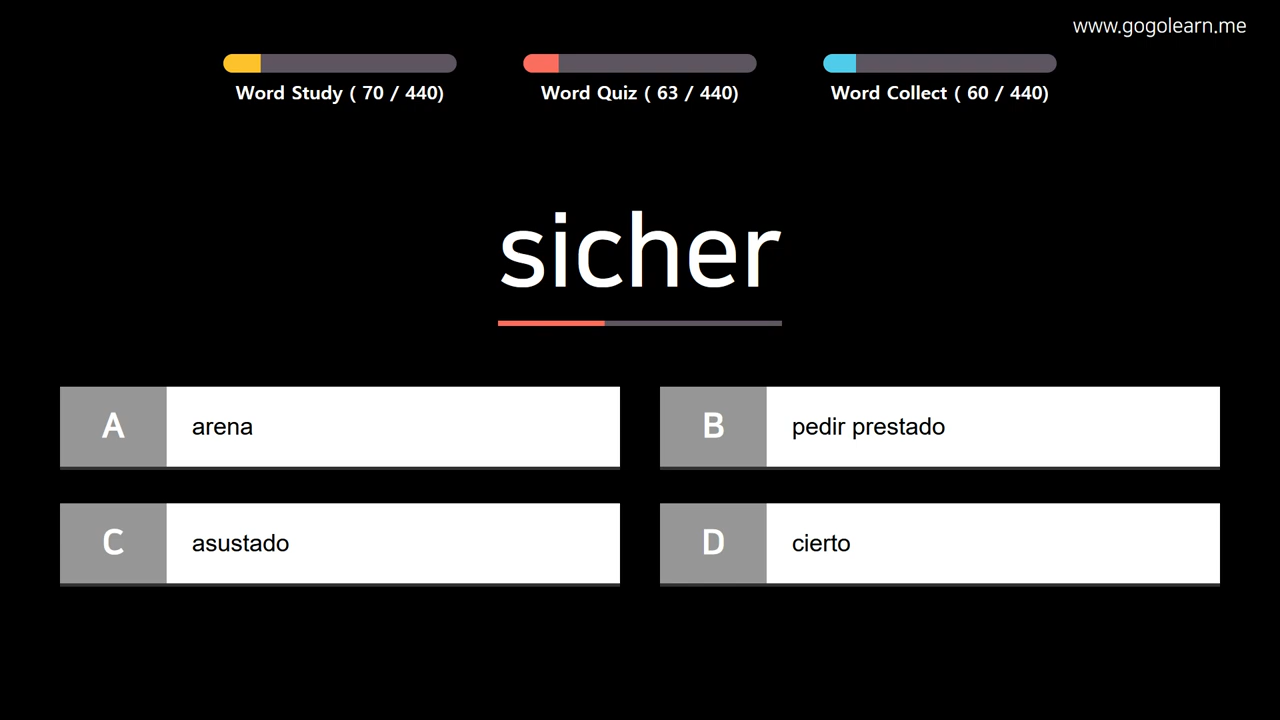 www.gogolearn.me
Word Study ( 70 / 440)
Word Quiz ( 63 / 440)
Word Collect ( 60 / 440)
sicher
A arena
B pedir prestado
C asustado
D cierto